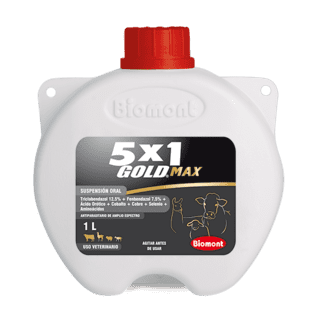 Biomont
5x1
GOLD MAX
SUSPENSIÓN ORAL
Triclabendazol 12.5% + Fenbendazol 7.5% +
Ácido Orótico + Cobalto + Cobre + Selenio +
Aminoácidos
ANTIPARASITARIO DE AMPLIO ESPECTRO
1 L
USO VETERINARIO
AGITAR ANTES
DE USAR
Biomont